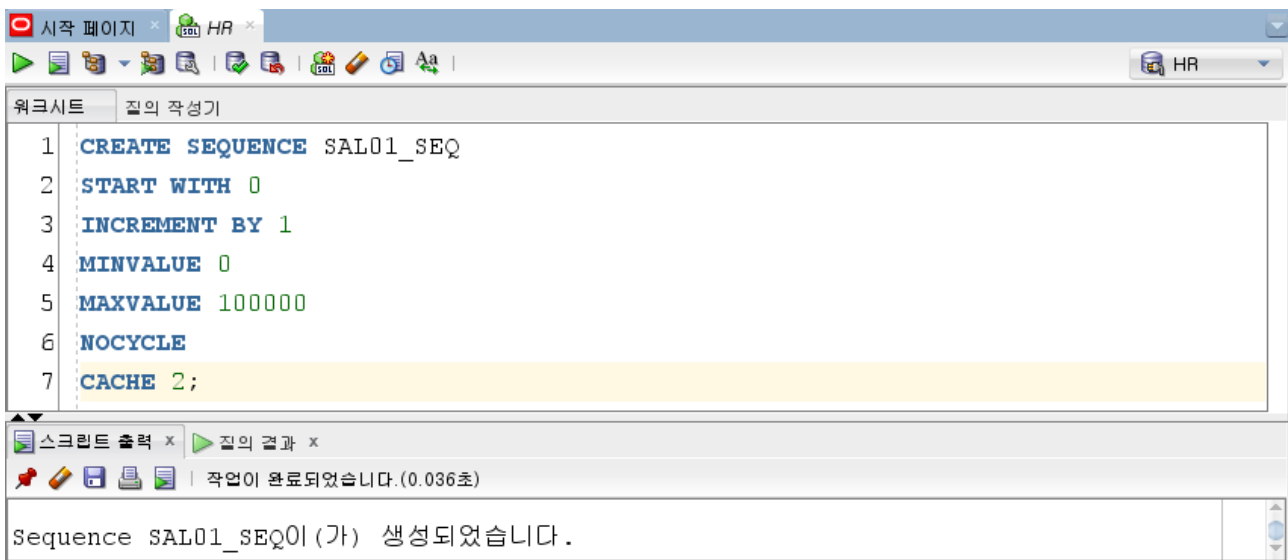 시작 페이지
HR
HR
워크시트 질의 작성기
1 CREATE SEQUENCE SAL01_SEQ
2 START WITH 0
3 INCREMENT BY 1
4 MINVALUE 0
5 MAXVALUE 100000
6 NOCYCLE
7 CACHE 2;
스크립트 출력 x 질의 결과 x
작업이 완료되었습니다.(0.036초)
Sequence SAL01_SEQ이(가) 생성되었습니다.